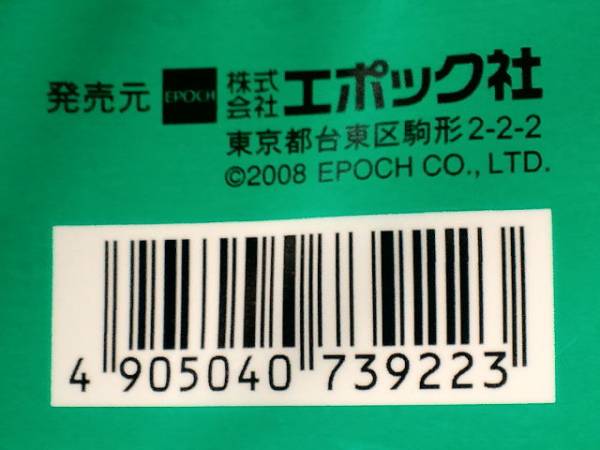 発売元 EPOCH 株式会社 エポック社
東京都台東区駒形2-2-2
©2008 EPOCH CO., LTD.
4 905040 739223